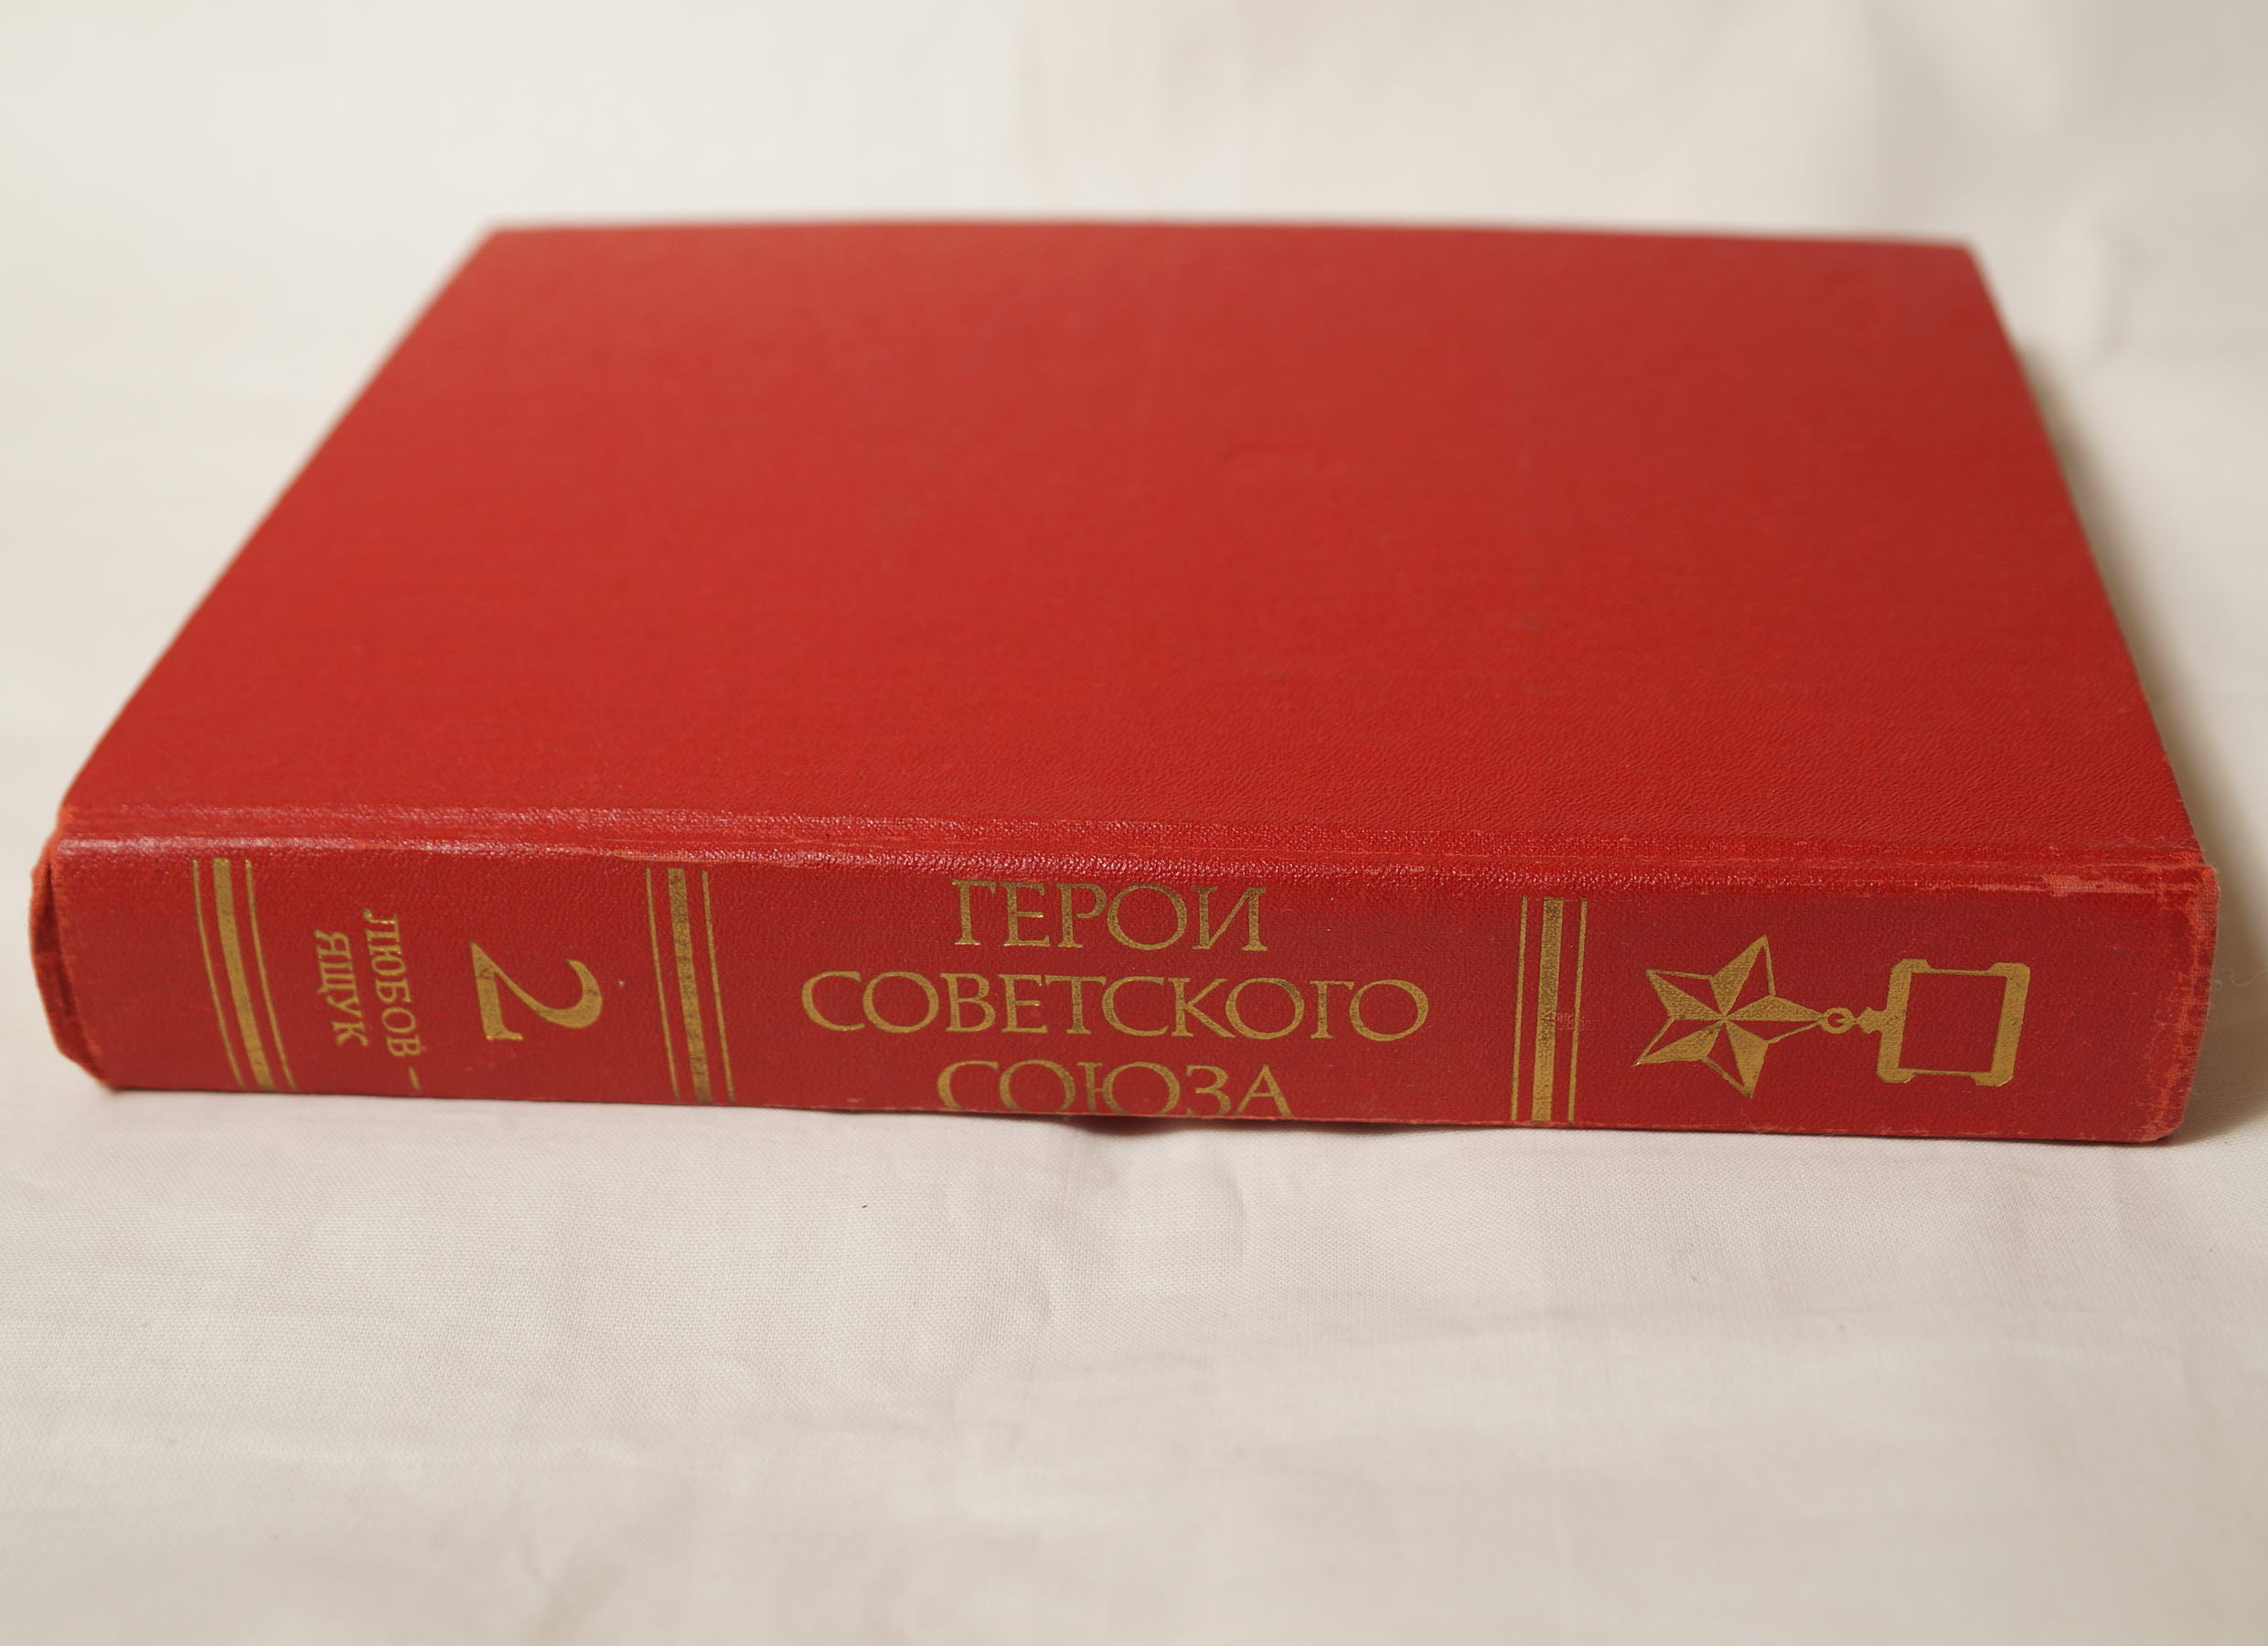 ГЕРОИ
СОВЕТСКОГО
СОЮЗА
2
ЛЮБОВ -
ЯЩУК